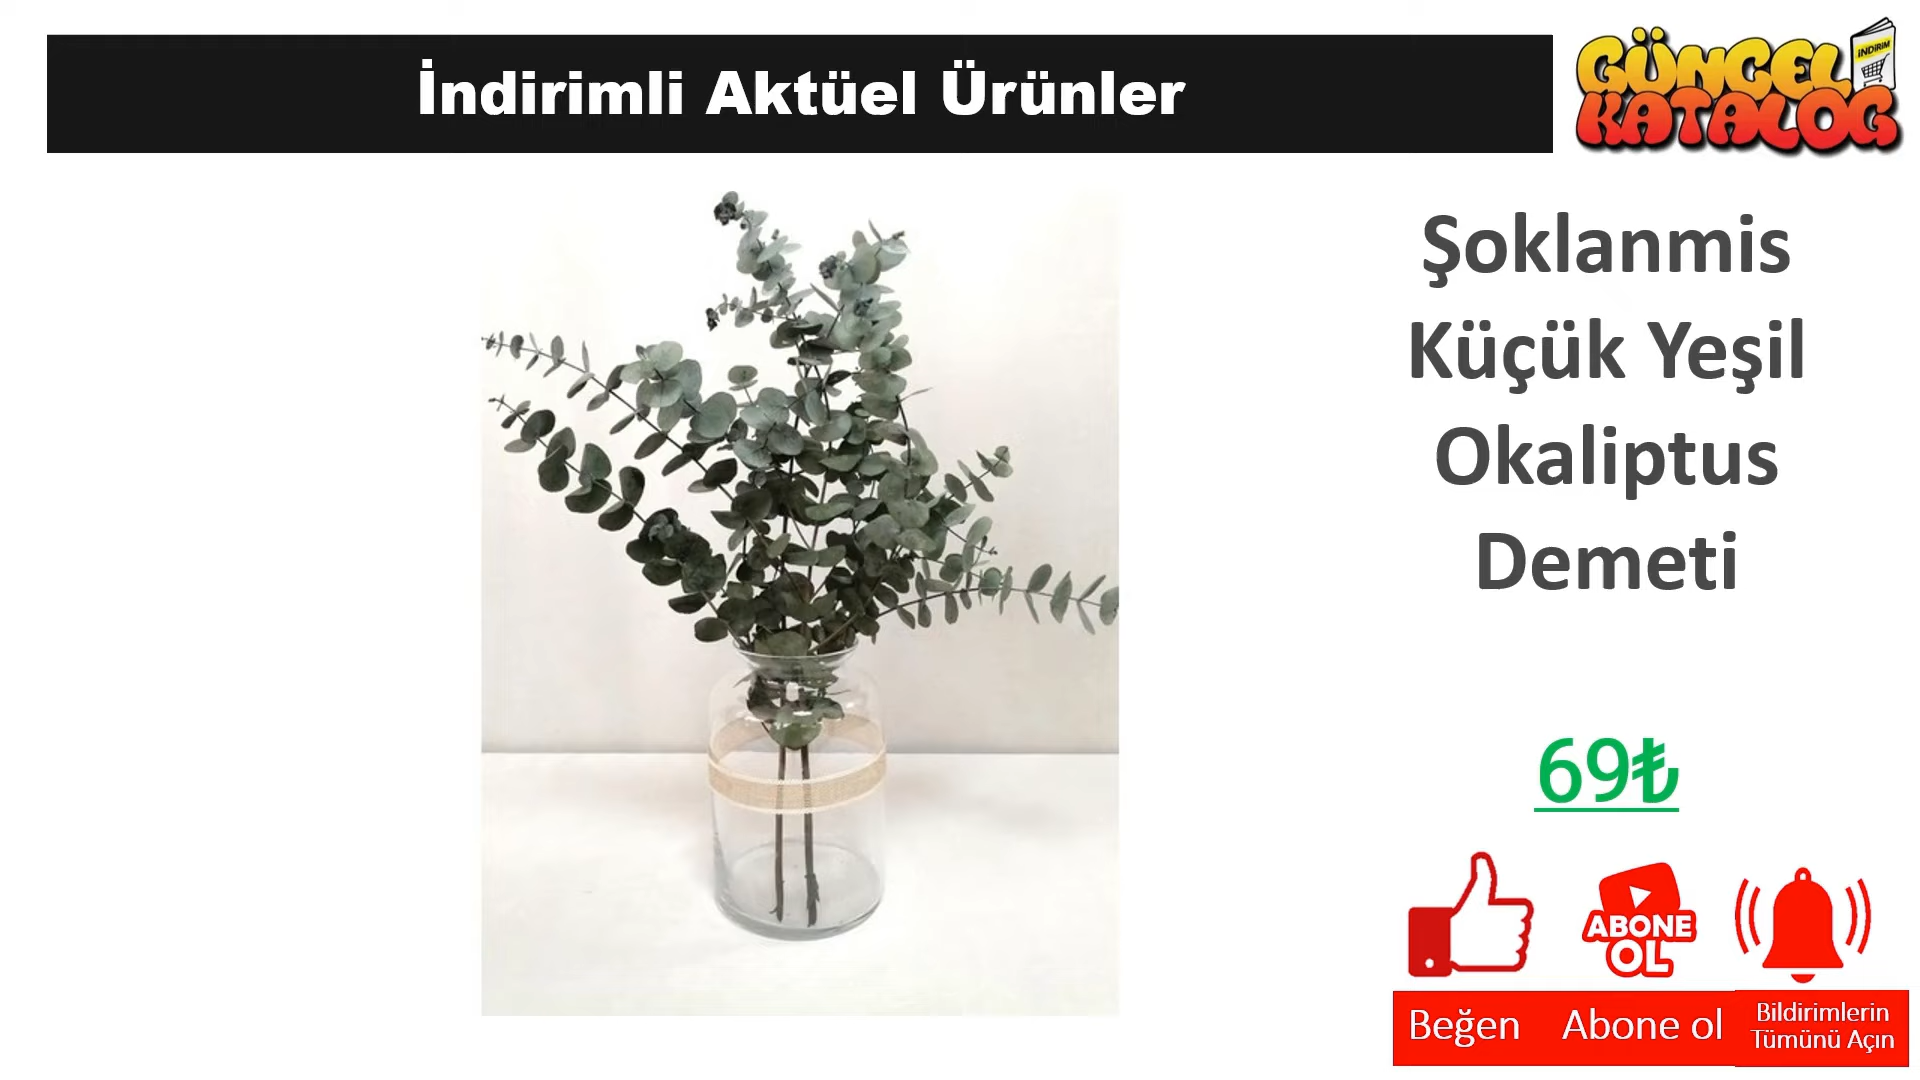 İndirimli Aktüel Ürünler
GÜNCEL
KATALOG
İNDİRİM
Şoklanmis
Küçük Yeşil
Okaliptus
Demeti
69₺
ABONE
OL
Beğen
Abone ol
Bildirimlerin
Tümünü Açın